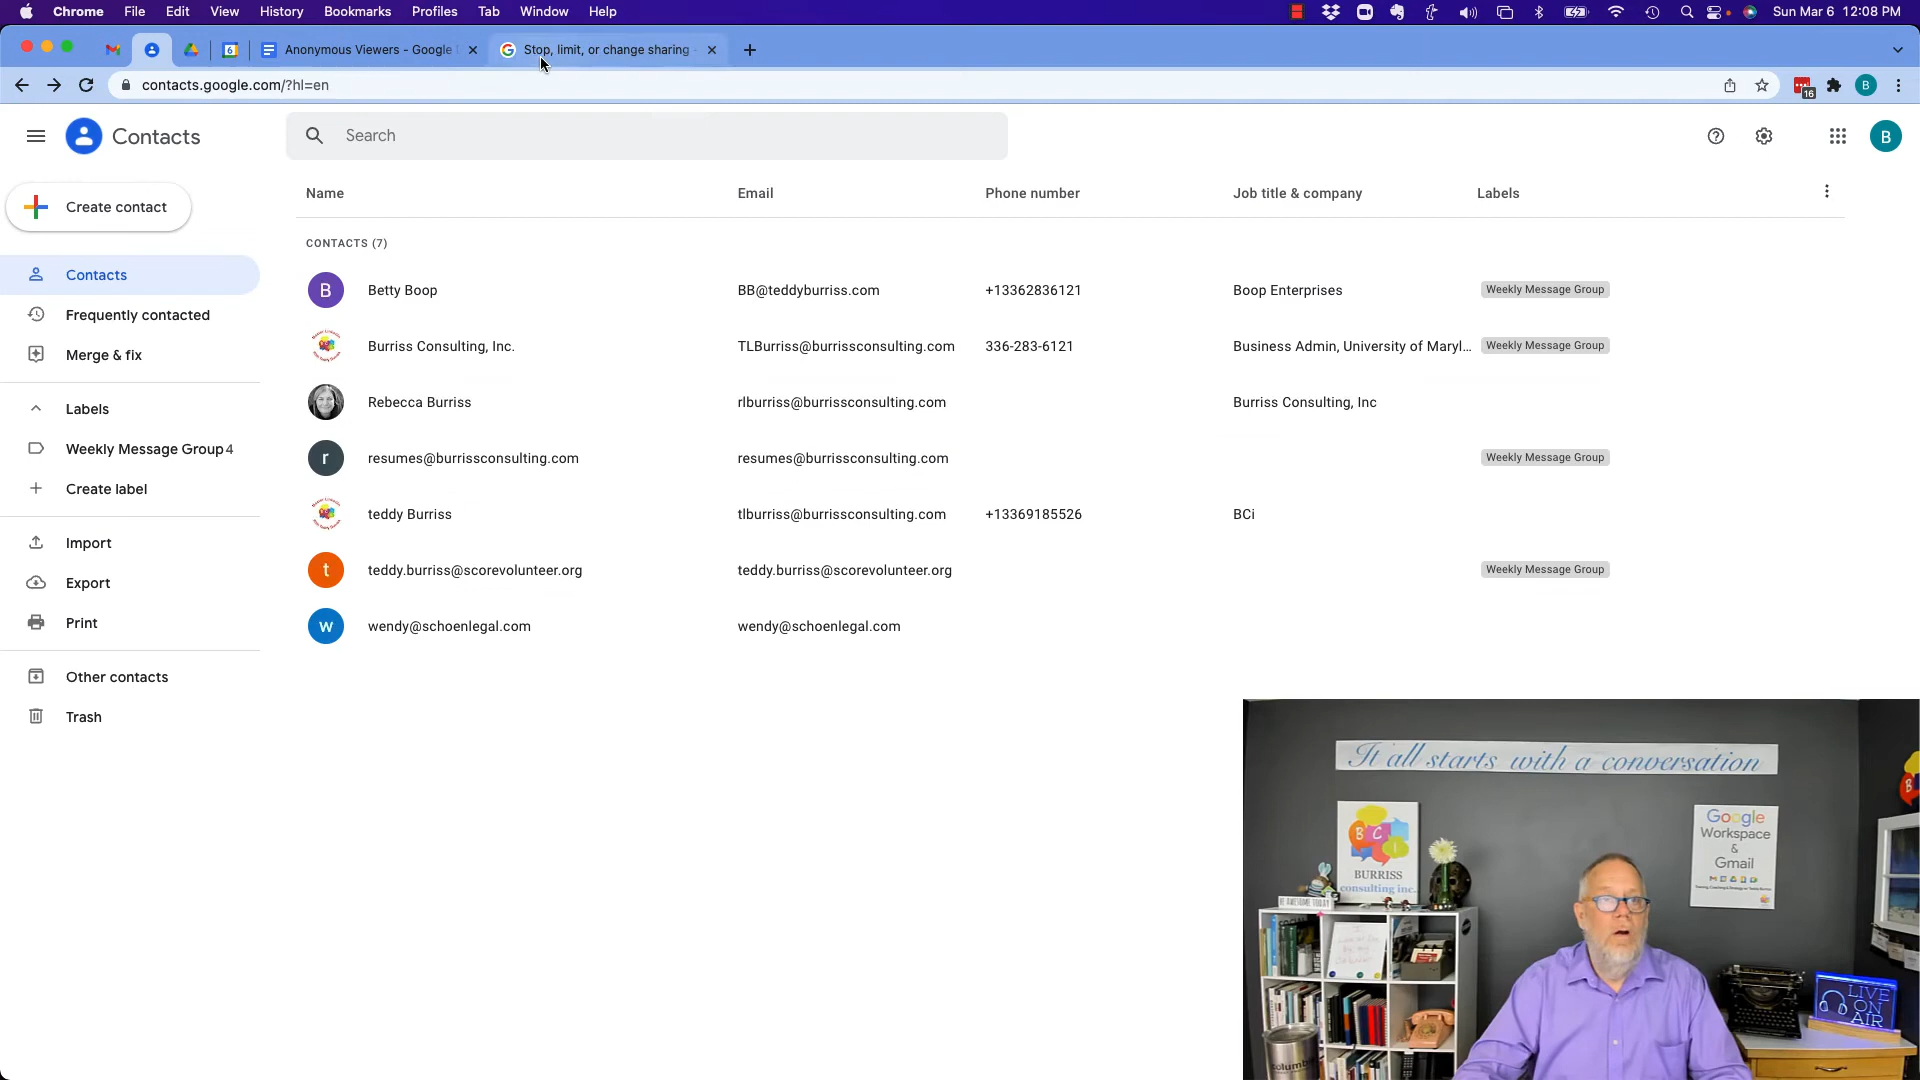 Chrome File Edit View History Bookmarks Profiles Tab Window Help Sun Mar 6 12:08 PM
6 Anonymous Viewers - Google Stop, limit, or change sharing
contacts.google.com/?hl=en 16 B
Contacts Search B
Create contact
Contacts
Frequently contacted
Merge & fix
Labels
Weekly Message Group 4
Create label
Import
Export
Print
Other contacts
Trash
Name Email Phone number Job title & company Labels
CONTACTS (7)
B Betty Boop BB@teddyburriss.com +13362836121 Boop Enterprises Weekly Message Group
Burriss Consulting, Inc. TLBurriss@burrissconsulting.com 336-283-6121 Business Admin, University of Maryl... Weekly Message Group
Rebecca Burriss rlburriss@burrissconsulting.com Burriss Consulting, Inc
r resumes@burrissconsulting.com resumes@burrissconsulting.com Weekly Message Group
teddy Burriss tlburriss@burrissconsulting.com +13369185526 BCi
t teddy.burriss@scorevolunteer.org teddy.burriss@scorevolunteer.org Weekly Message Group
w wendy@schoenlegal.com wendy@schoenlegal.com
It all starts with a conversation
B C I
BURRISS
consulting inc.
BE AWESOME TODAY
Google
Workspace
&
Gmail
LIVE
ON
AIR